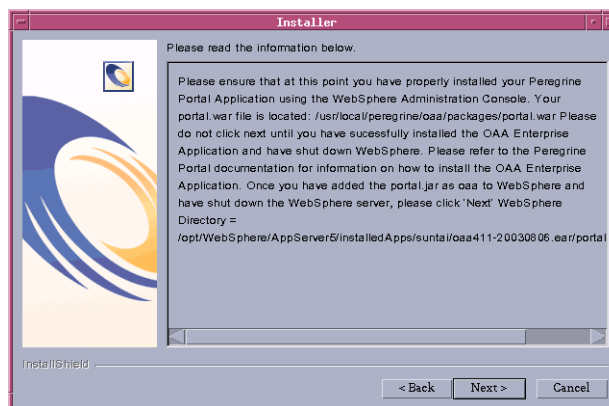 Installer
Please read the information below.
Please ensure that at this point you have properly installed your Peregrine
Portal Application using the WebSphere Administration Console. Your
portal.war file is located: /usr/local/peregrine/oaa/packages/portal.war Please
do not click next until you have sucessfully installed the OAA Enterprise
Application and have shut down WebSphere. Please refer to the Peregrine
Portal documentation for information on how to install the OAA Enterprise
Application. Once you have added the portal.jar as oaa to WebSphere and
have shut down the WebSphere server, please click 'Next' WebSphere
Directory =
/opt/WebSphere/AppServer5/installedApps/suntai/oaa411-20030806.ear/portal
InstallShield
< Back
Next >
Cancel